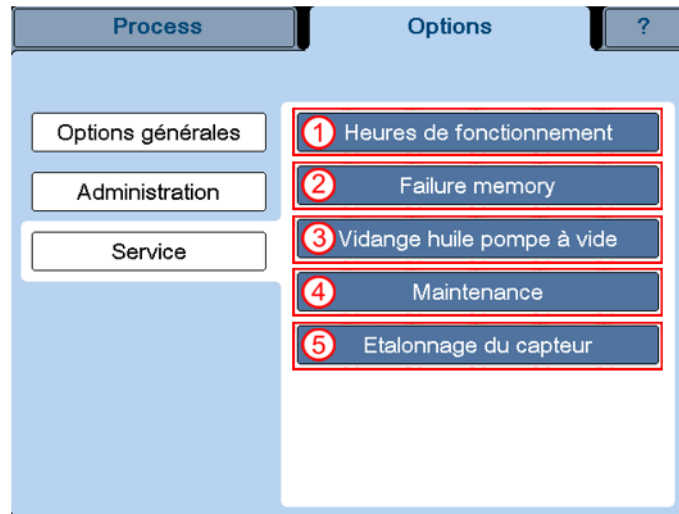 Process
Options
?
Options générales
Administration
Service
1 Heures de fonctionnement
2 Failure memory
3 Vidange huile pompe à vide
4 Maintenance
5 Etalonnage du capteur